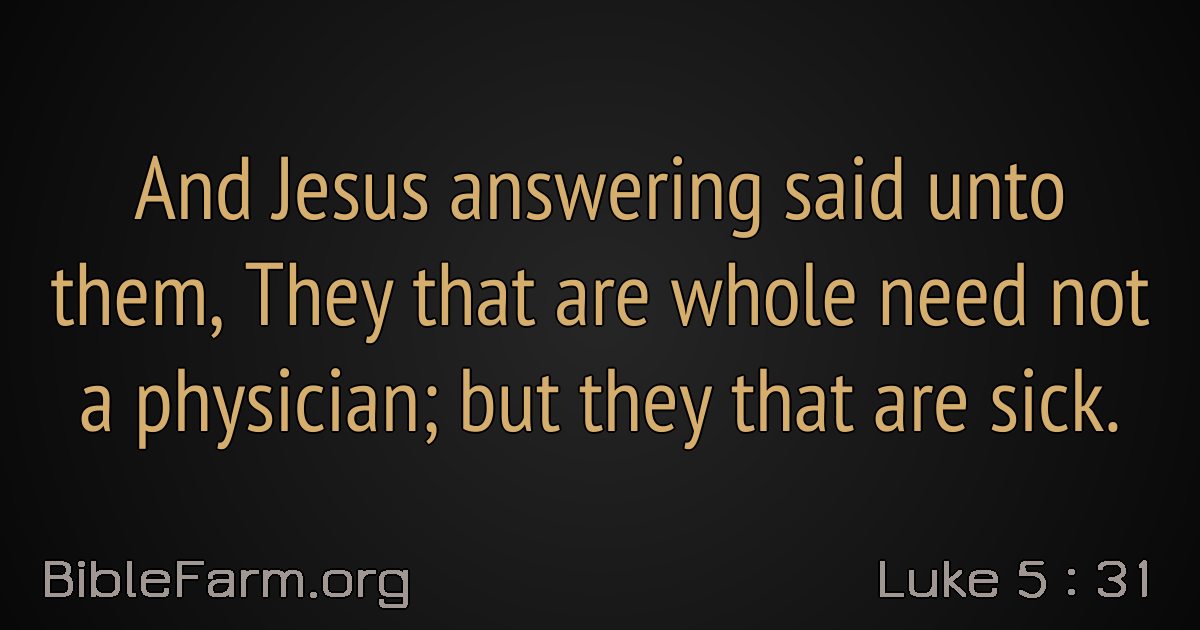 And Jesus answering said unto
them, They that are whole need not
a physician; but they that are sick.
BibleFarm.org
Luke 5 : 31